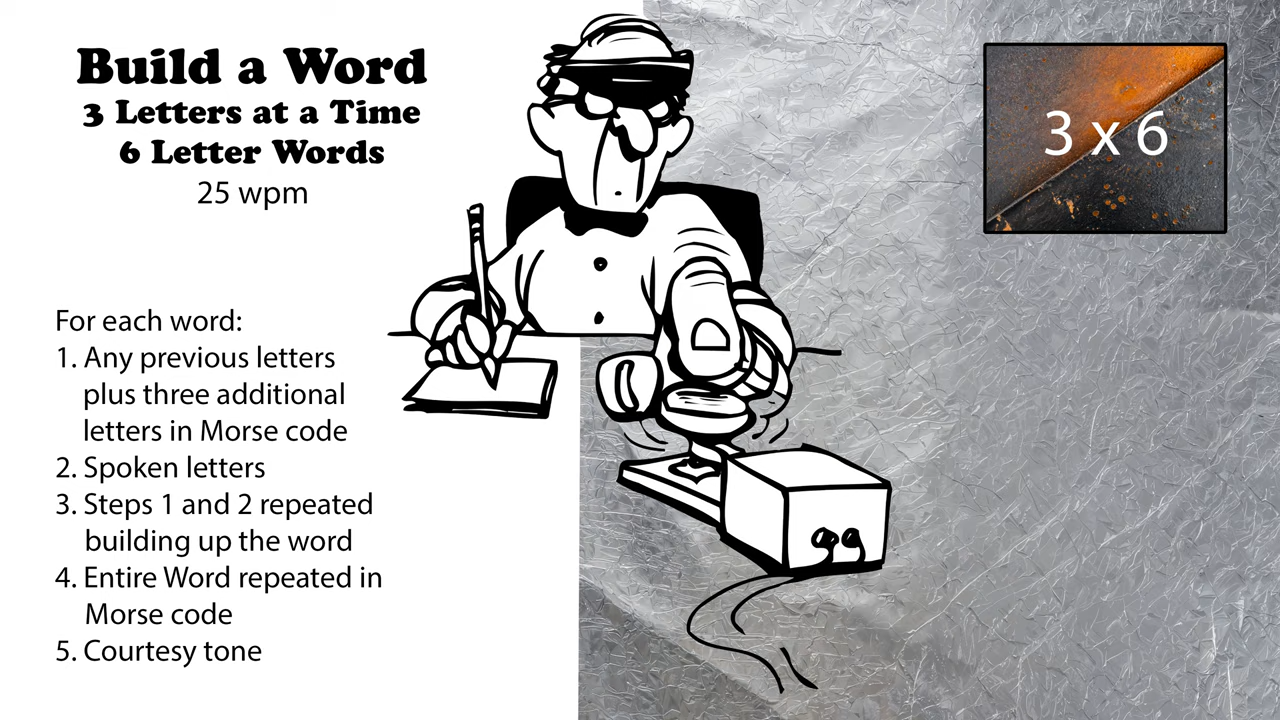 Build a Word
3 Letters at a Time
6 Letter Words
25 wpm
3 x 6
For each word:
1. Any previous letters
plus three additional
letters in Morse code
2. Spoken letters
3. Steps 1 and 2 repeated
building up the word
4. Entire Word repeated in
Morse code
5. Courtesy tone